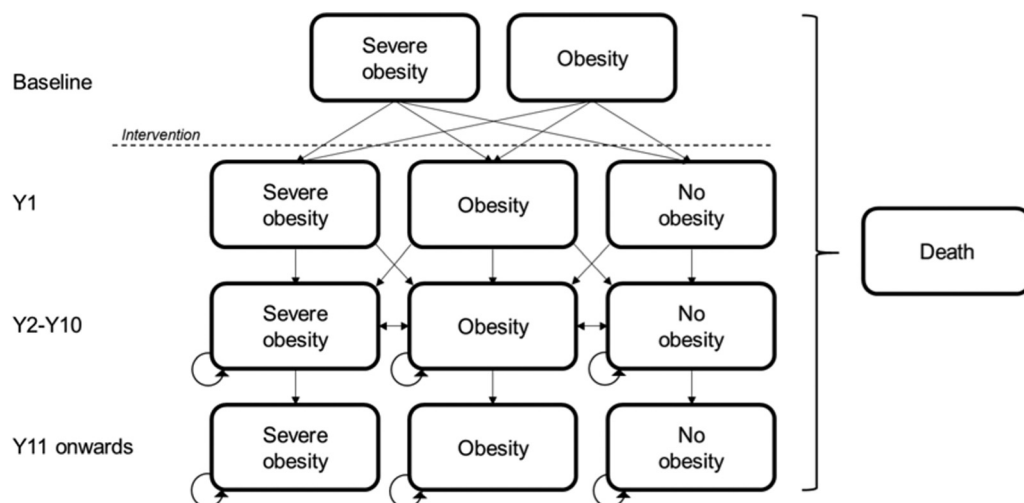 Baseline
Severe
obesity
Obesity
Intervention
Y1
Severe
obesity
Obesity
No
obesity
Death
Y2-Y10
Severe
obesity
Obesity
No
obesity
Y11 onwards
Severe
obesity
Obesity
No
obesity